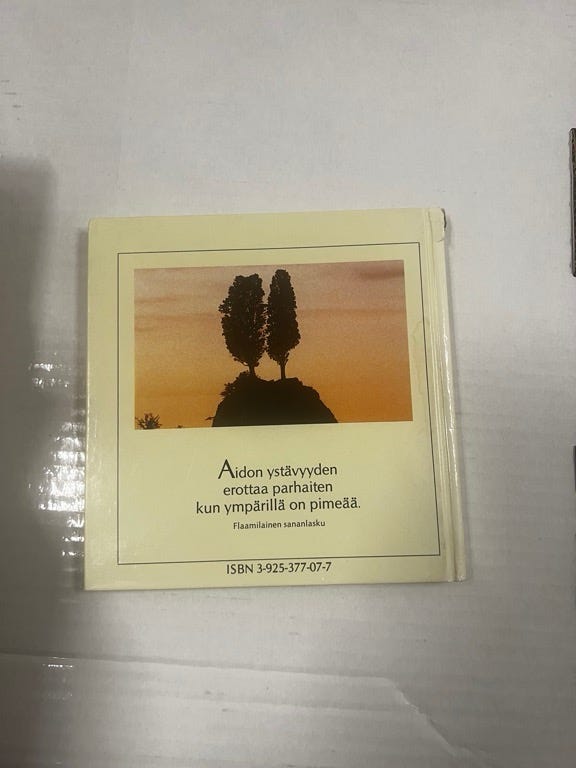 Aidon ystävyyden
erottaa parhaiten
kun ympärillä on pimeää.
Flaamilainen sananlasku
ISBN 3-925-377-07-7